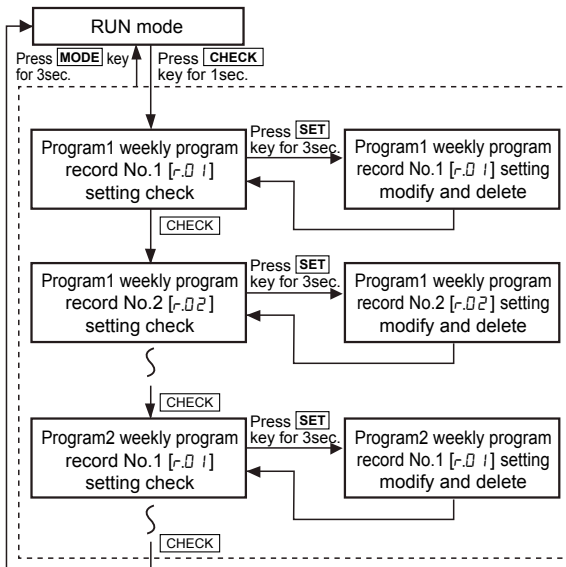 RUN mode
Press MODE key
for 3sec.
Press CHECK
key for 1sec.
Program1 weekly program
record No.1 [r.01]
setting check
Press SET
key for 3sec.
Program1 weekly program
record No.1 [r.01] setting
modify and delete
CHECK
Program1 weekly program
record No.2 [r.02]
setting check
Press SET
key for 3sec.
Program1 weekly program
record No.2 [r.02] setting
modify and delete
CHECK
Program2 weekly program
record No.1 [r.01]
setting check
Press SET
key for 3sec.
Program2 weekly program
record No.1 [r.01] setting
modify and delete
CHECK